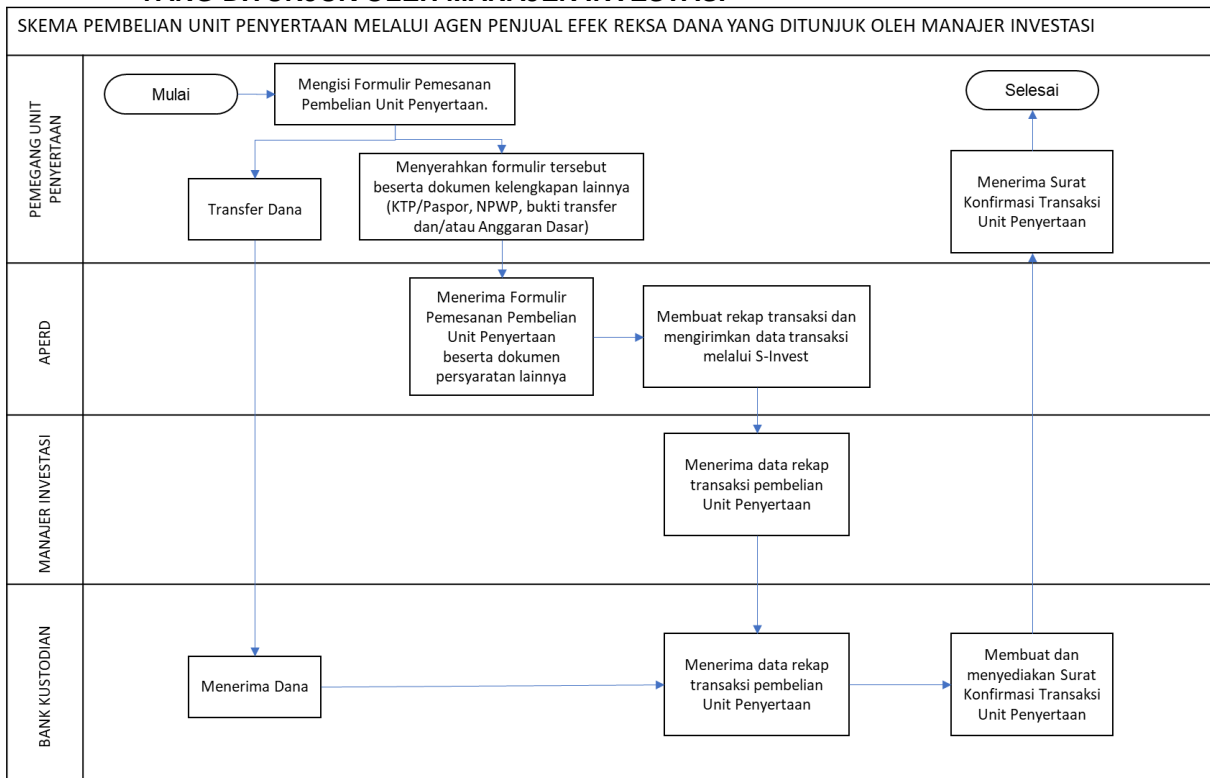 YANG DITUNJUK OLEH MANAJER INVESTASI
SKEMA PEMBELIAN UNIT PENYERTAAN MELALUI AGEN PENJUAL EFEK REKSA DANA YANG DITUNJUK OLEH MANAJER INVESTASI
PEMEGANG UNIT
PENYERTAAN
Mulai
Mengisi Formulir Pemesanan
Pembelian Unit Penyertaan.
Selesai
Transfer Dana
Menyerahkan formulir tersebut
beserta dokumen kelengkapan lainnya
(KTP/Paspor, NPWP, bukti transfer
dan/atau Anggaran Dasar)
Menerima Surat
Konfirmasi Transaksi
Unit Penyertaan
APERD
Menerima Formulir
Pemesanan Pembelian
Unit Penyertaan
beserta dokumen
persyaratan lainnya
Membuat rekap transaksi dan
mengirimkan data transaksi
melalui S-Invest
MANAJER INVESTASI
Menerima data rekap
transaksi pembelian
Unit Penyertaan
BANK KUSTODIAN
Menerima Dana
Menerima data rekap
transaksi pembelian
Unit Penyertaan
Membuat dan
menyediakan Surat
Konfirmasi Transaksi
Unit Penyertaan